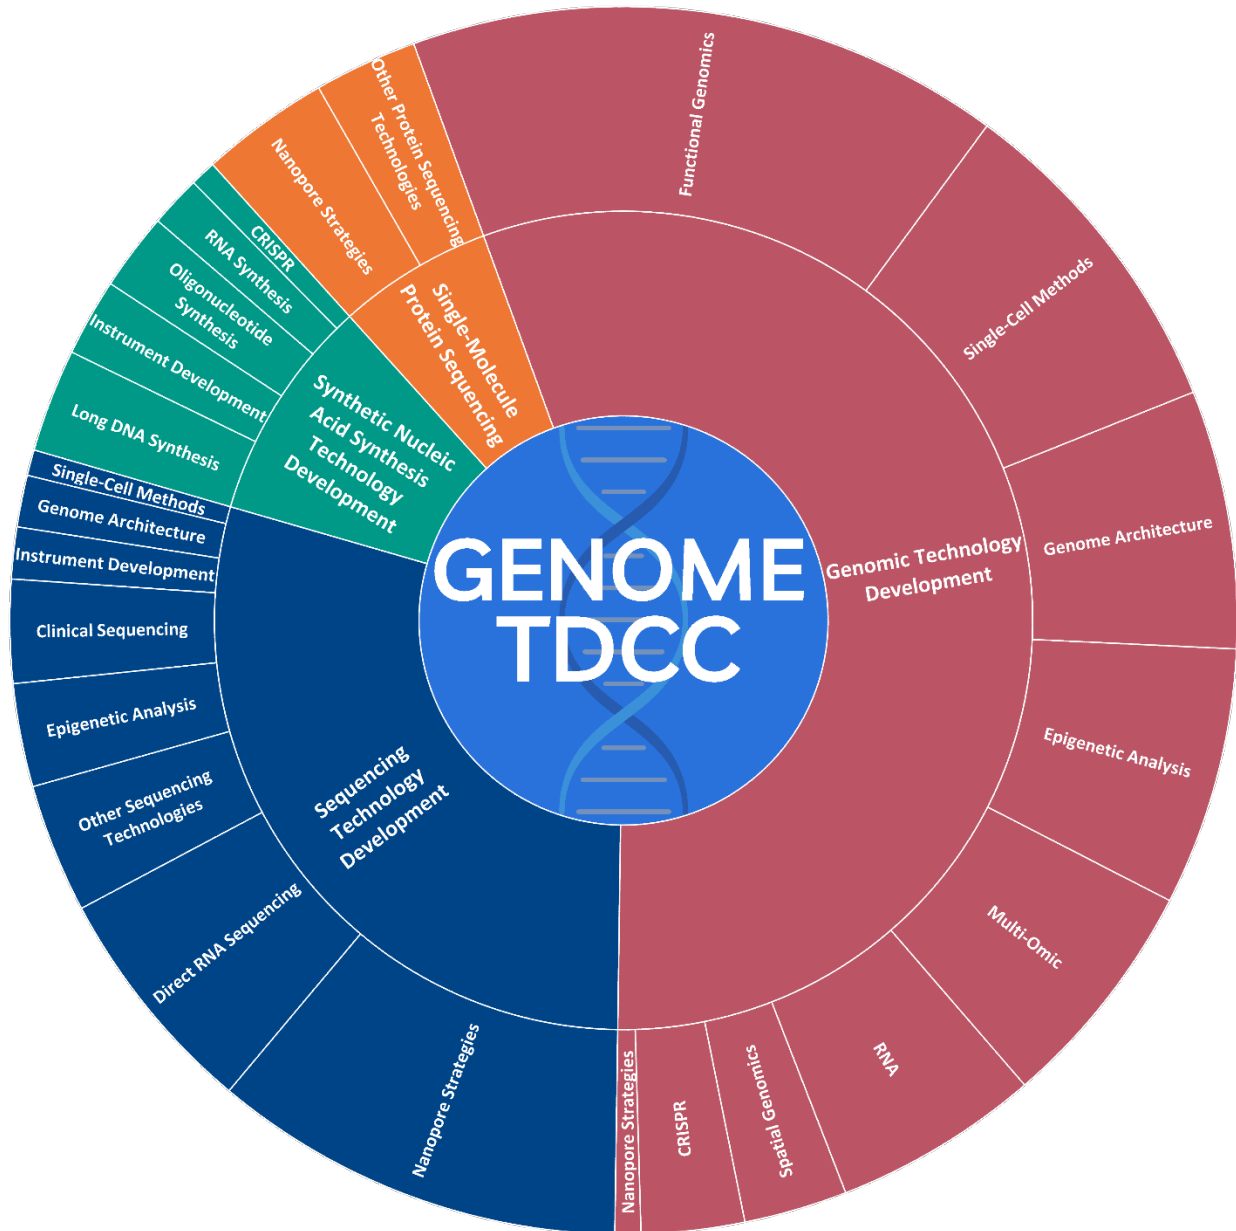 GENOME
TDCC
Genomic Technology
Development
Functional Genomics
Single-Cell Methods
Genome Architecture
Epigenetic Analysis
Multi-Omic
RNA
Spatial Genomics
CRISPR
Nanopore Strategies
Sequencing
Technology
Development
Nanopore Strategies
Direct RNA Sequencing
Other Sequencing
Technologies
Epigenetic Analysis
Clinical Sequencing
Instrument Development
Genome Architecture
Single-Cell Methods
Synthetic Nucleic
Acid Synthesis
Technology
Development
Long DNA Synthesis
Instrument Development
Oligonucleotide
Synthesis
RNA Synthesis
CRISPR
Single-Molecule
Protein Sequencing
Nanopore Strategies
Other Protein Sequencing
Technologies